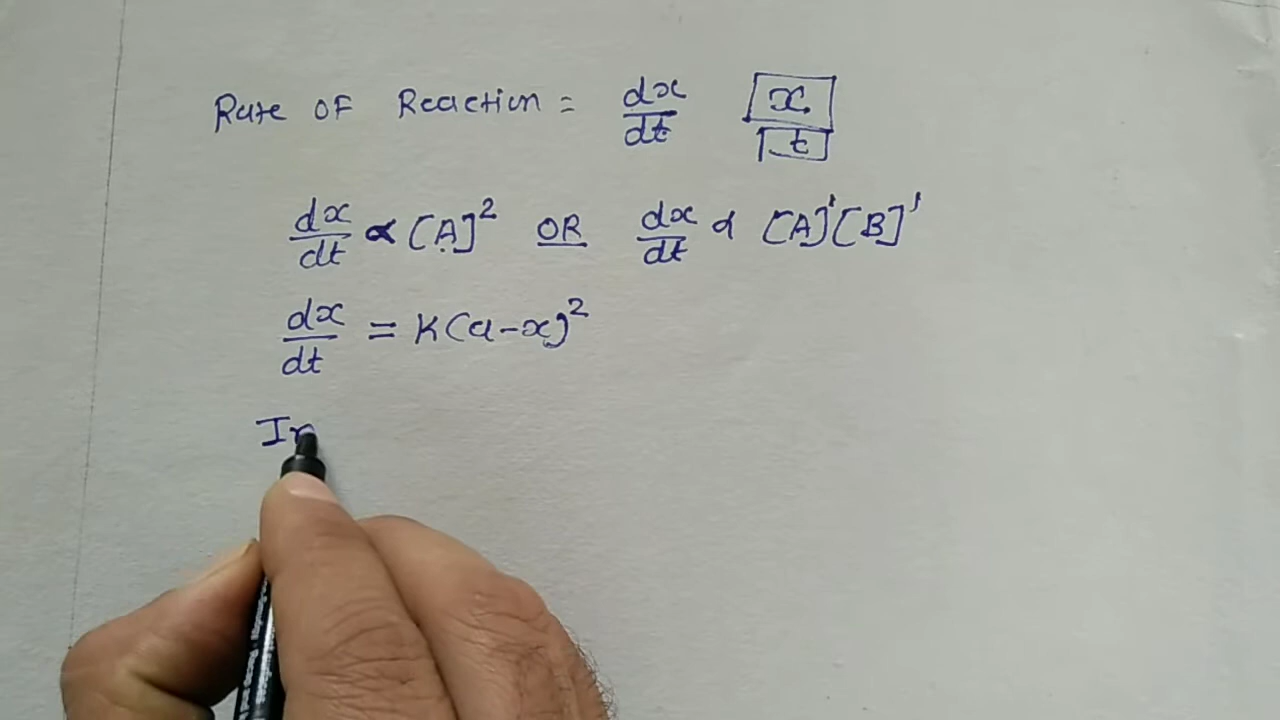 Rate OF Reaction = dx/dt x/t
dx/dt ∝ [A]² OR dx/dt ∝ [A]¹[B]¹
dx/dt = K(a-x)²
In